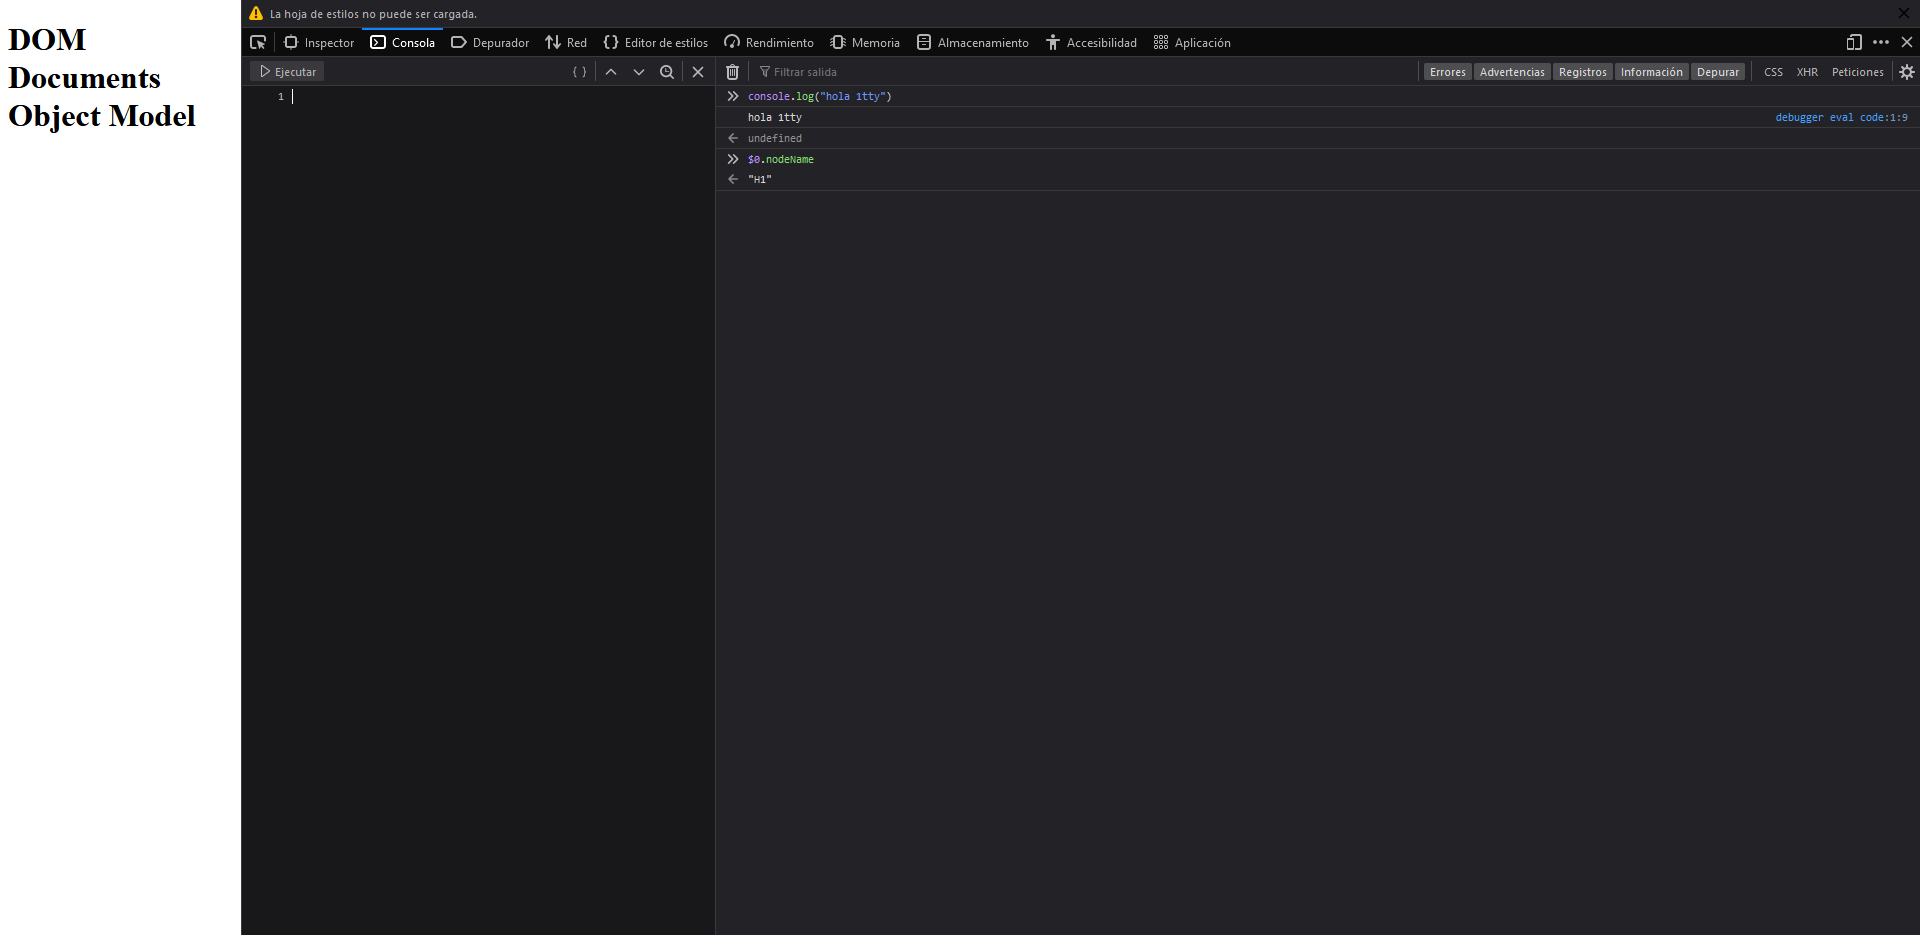 DOM
Documents
Object Model
La hoja de estilos no puede ser cargada.
Inspector Consola Depurador Red Editor de estilos Rendimiento Memoria Almacenamiento Accesibilidad Aplicación
Ejecutar { } Filtrar salida Errores Advertencias Registros Información Depurar CSS XHR Peticiones
1
console.log("hola 1tty")
hola 1tty debugger eval code:1:9
undefined
$0.nodeName
"H1"